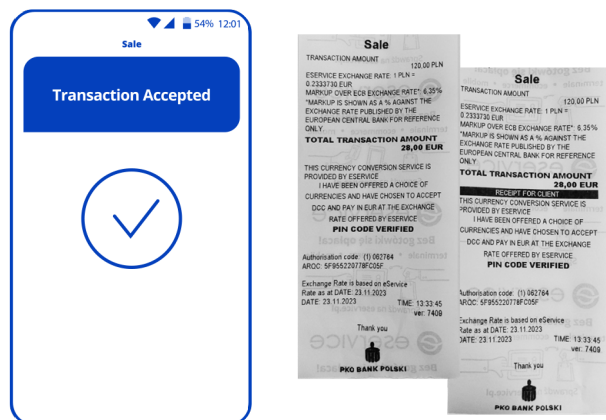 54% 12:01
Sale
Transaction Accepted
Sale
TRANSACTION AMOUNT
120,00 PLN
ESERVICE EXCHANGE RATE: 1 PLN =
0.2333730 EUR
MARKUP OVER ECB EXCHANGE RATE*: 6,35%
*MARKUP IS SHOWN AS A % AGAINST THE
EXCHANGE RATE PUBLISHED BY THE
EUROPEAN CENTRAL BANK FOR REFERENCE
ONLY.
TOTAL TRANSACTION AMOUNT
28,00 EUR
THIS CURRENCY CONVERSION SERVICE IS
PROVIDED BY ESERVICE
I HAVE BEEN OFFERED A CHOICE OF
CURRENCIES AND HAVE CHOSEN TO ACCEPT
DCC AND PAY IN EUR AT THE EXCHANGE
RATE OFFERED BY ESERVICE
PIN CODE VERIFIED
Authorisation code: (1) 062764
AROC: 5F955220778FC05F
Exchange Rate is based on eService
Rate as at DATE: 23.11.2023
DATE: 23.11.2023 TIME: 13:33:45
ver: 7409
Thank you
PKO BANK POLSKI
Sale
TRANSACTION AMOUNT
120,00 PLN
ESERVICE EXCHANGE RATE: 1 PLN =
0.2333730 EUR
MARKUP OVER ECB EXCHANGE RATE*: 6,35%
*MARKUP IS SHOWN AS A % AGAINST THE
EXCHANGE RATE PUBLISHED BY THE
EUROPEAN CENTRAL BANK FOR REFERENCE
ONLY.
TOTAL TRANSACTION AMOUNT
28,00 EUR
RECEIPT FOR CLIENT
THIS CURRENCY CONVERSION SERVICE IS
PROVIDED BY ESERVICE
I HAVE BEEN OFFERED A CHOICE OF
CURRENCIES AND HAVE CHOSEN TO ACCEPT
DCC AND PAY IN EUR AT THE EXCHANGE
RATE OFFERED BY ESERVICE
PIN CODE VERIFIED
Authorisation code: (1) 062764
AROC: 5F955220778FC05F
Exchange Rate is based on eService
Rate as at DATE: 23.11.2023
DATE: 23.11.2023 TIME: 13:33:45
ver: 7409
Thank you
PKO BANK POLSKI